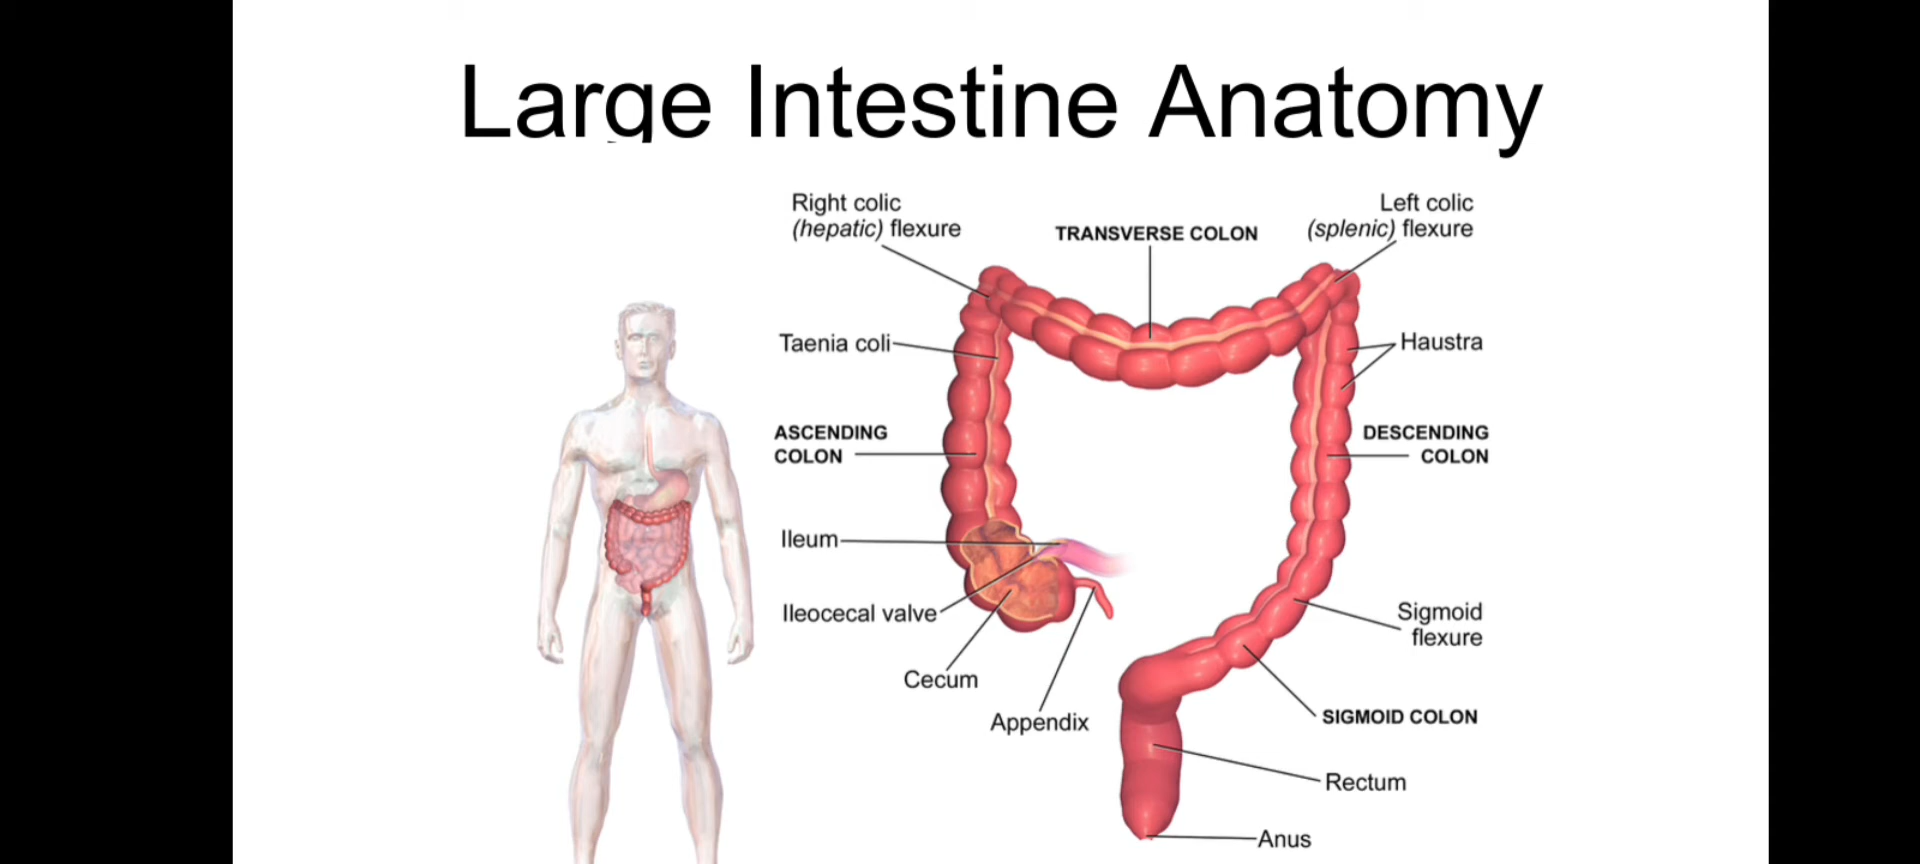 Large Intestine Anatomy
Right colic
(hepatic) flexure
TRANSVERSE COLON
Left colic
(splenic) flexure
Taenia coli
Haustra
ASCENDING
COLON
DESCENDING
COLON
Ileum
Ileocecal valve
Sigmoid
flexure
Cecum
Appendix
SIGMOID COLON
Rectum
Anus